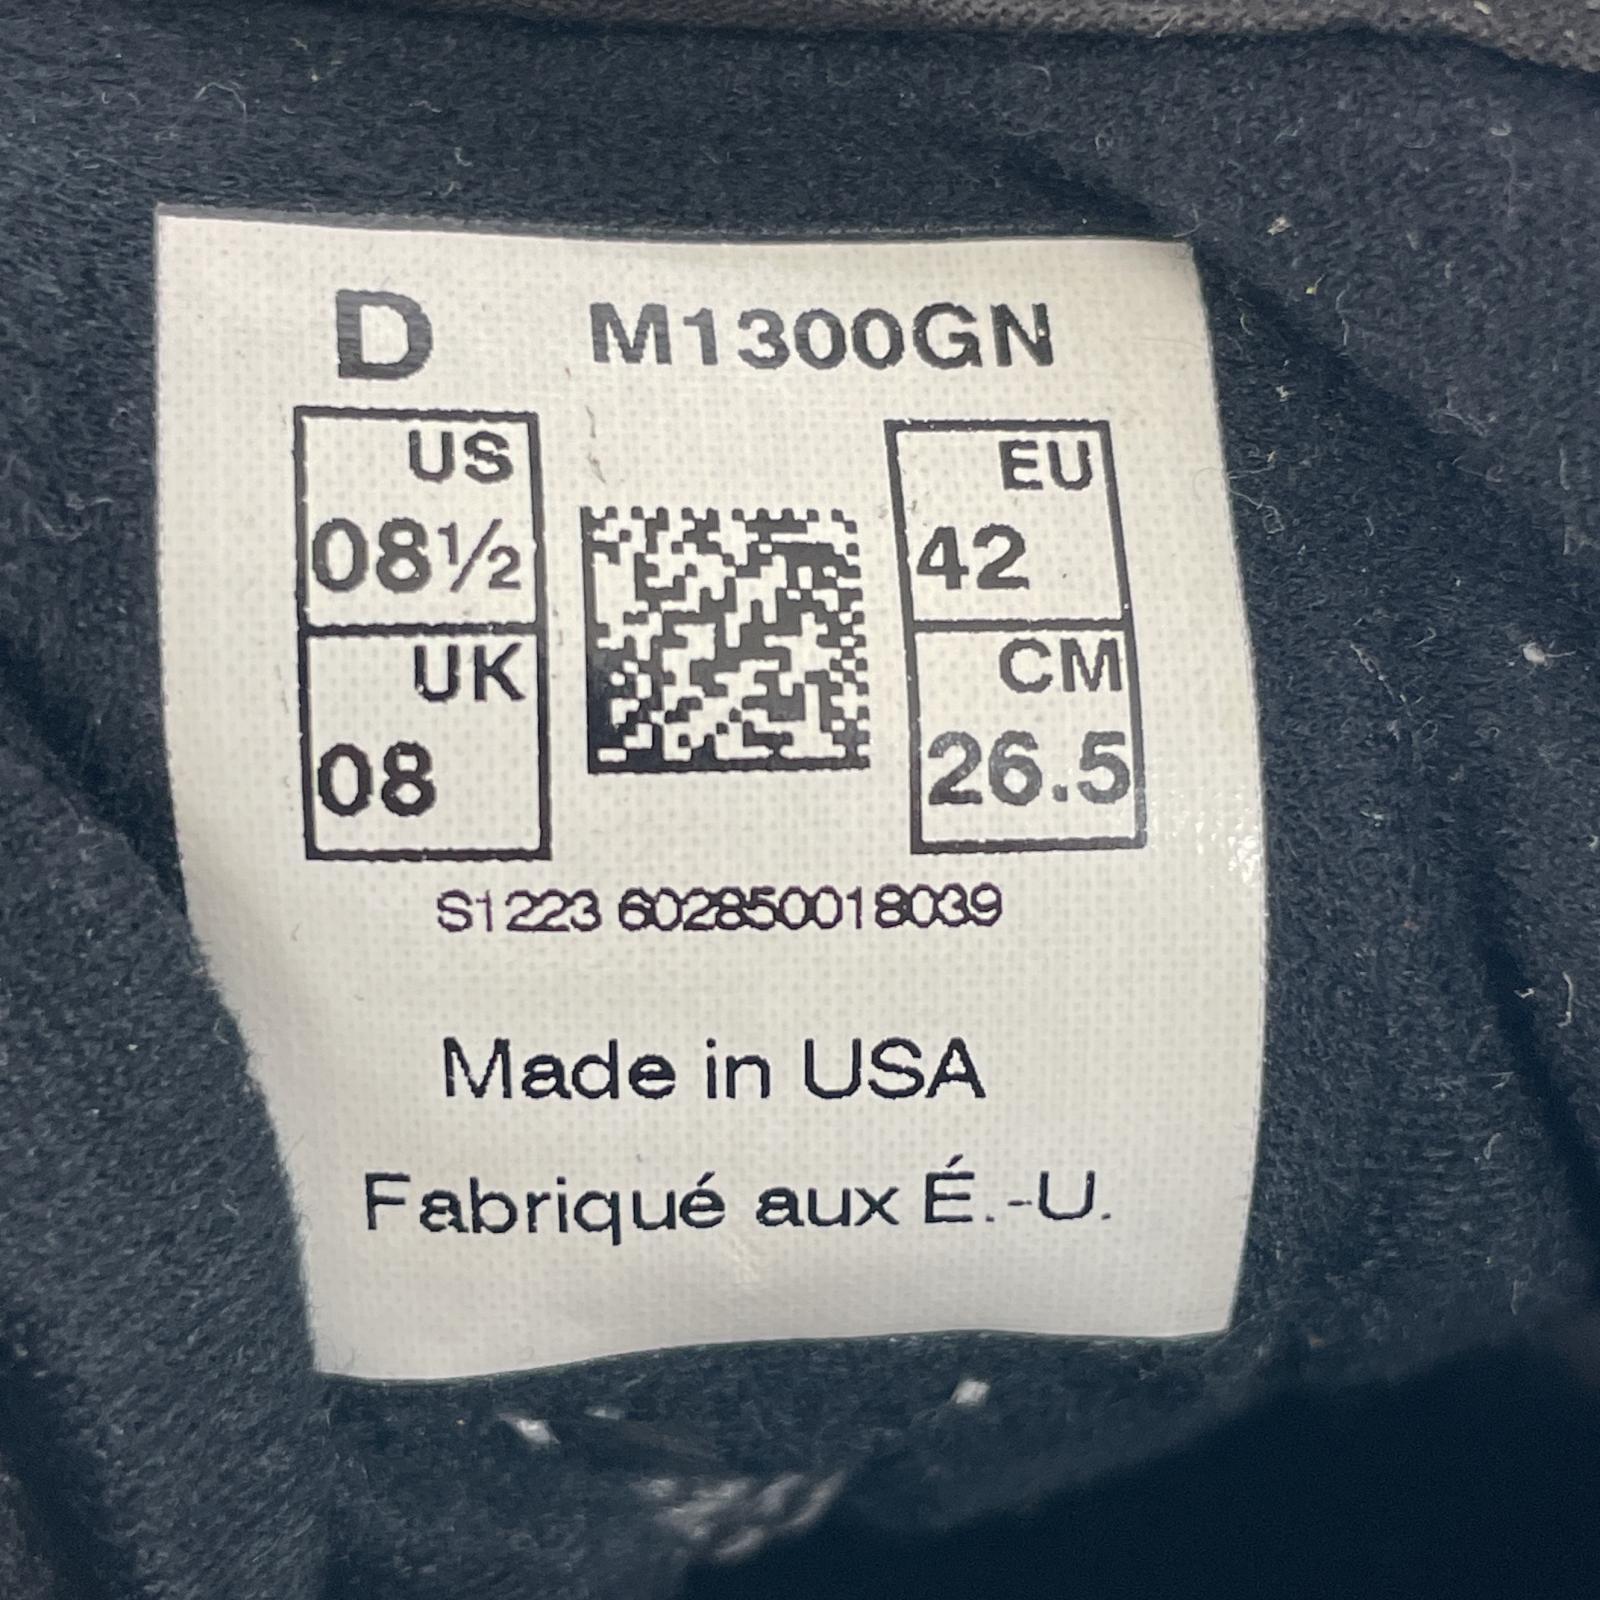 D M1300GN
US
08½
UK
08
EU
42
CM
26.5
S1223 602850018039
Made in USA
Fabriqué aux É.-U.